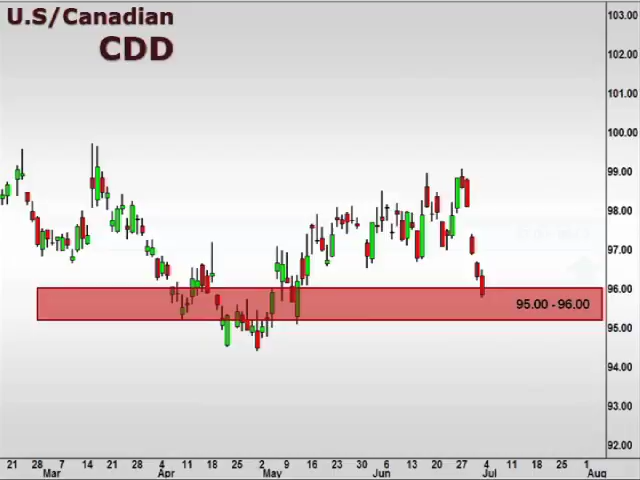 U.S/Canadian
CDD
103.00
102.00
101.00
100.00
99.00
98.00
97.00
96.00
95.00 - 96.00
95.00
94.00
93.00
92.00
21 28 7 14 21 28 4 11 18 25 2 9 16 23 30 6 13 20 27 4 11 18 25 1
Mar Apr May Jun Jul Aug